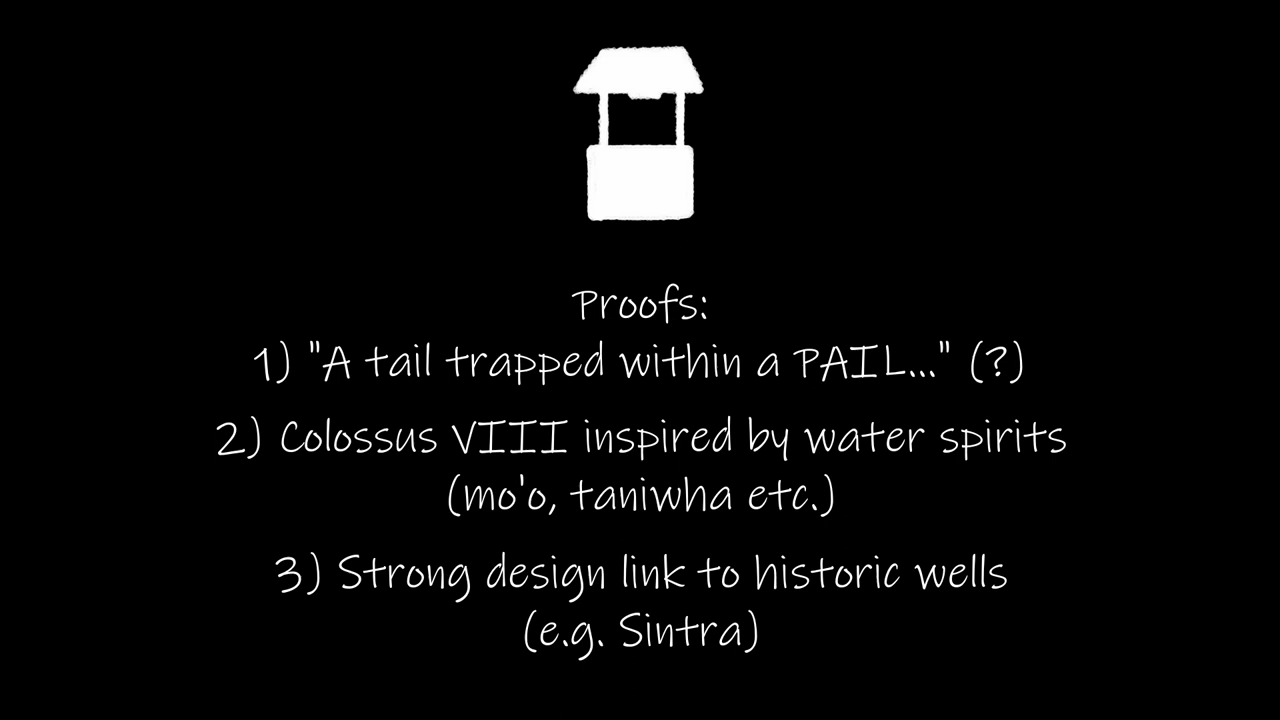 Proofs:
1) "A tail trapped within a PAIL..." (?)
2) Colossus VIII inspired by water spirits
(mo'o, taniwha etc.)
3) Strong design link to historic wells
(e.g. Sintra)